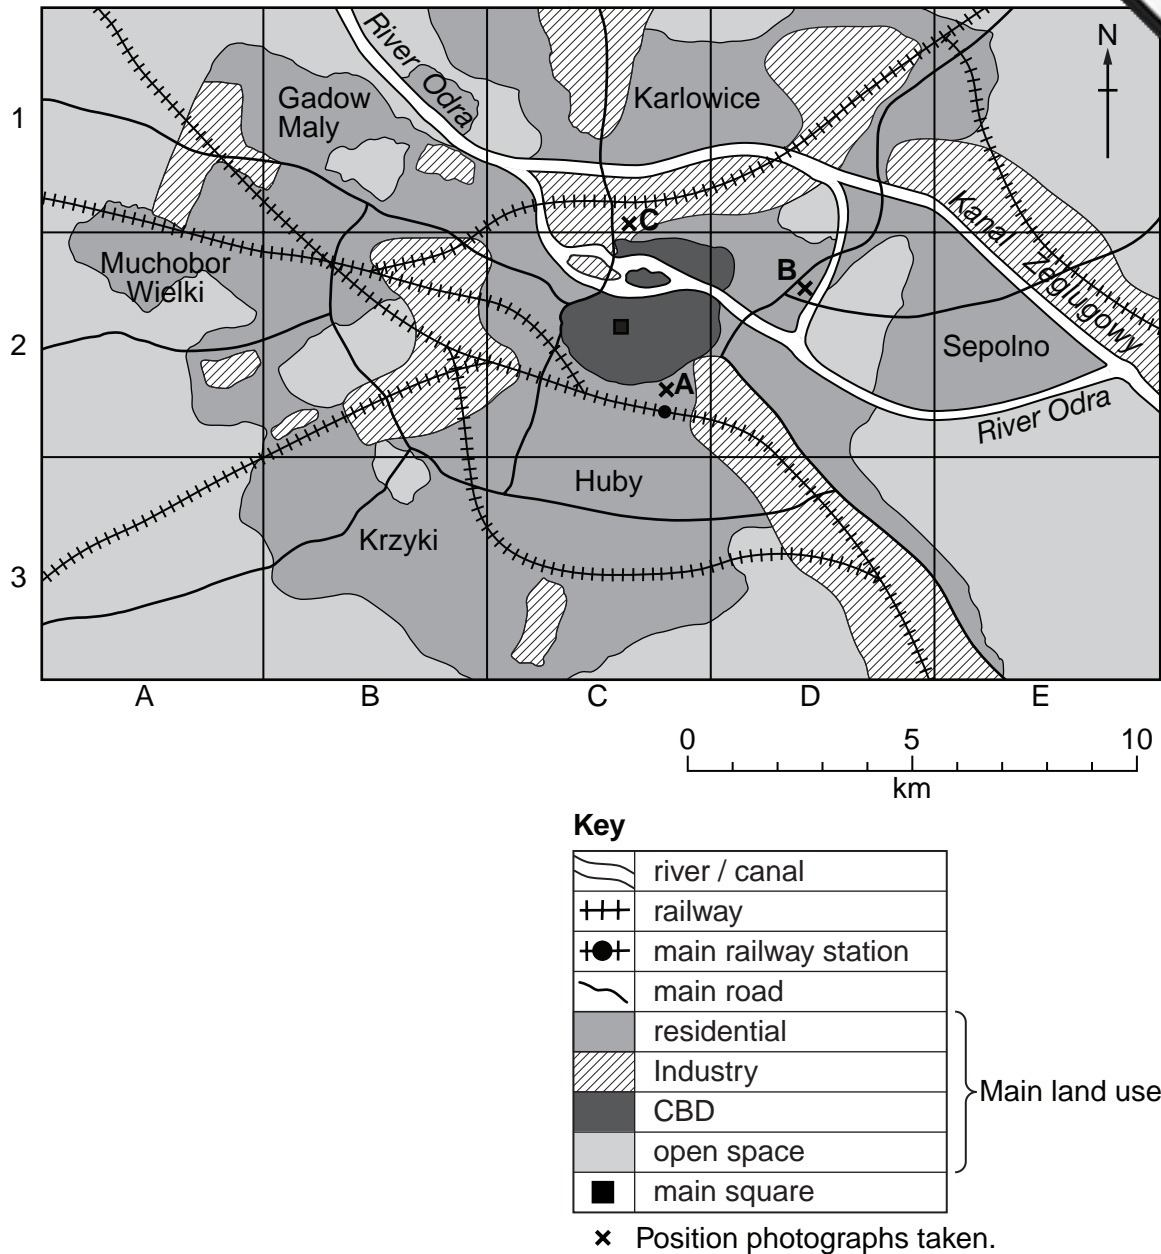 N
River Odra
Gadow
Maly
Karlowice
1
C
Kanal Zeglugowy
Muchobor
Wielki
B
2
Sepolno
A
River Odra
Huby
Krzyki
3
A B C D E
0 5 10
km
Key
river / canal
railway
main railway station
main road
residential
Industry
CBD
open space
main square
Main land use
× Position photographs taken.